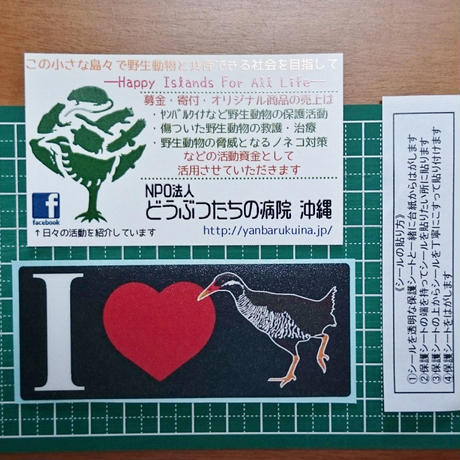 この小さな島々で野生動物と共存できる社会を目指して
―Happy Islands For All Life―
募金・寄付・オリジナル商品の売上は
・ヤンバルクイナなど野生動物の保護活動
・傷ついた野生動物の救護・治療
・野生動物の脅威となるノネコ対策
などの活動資金として
活用させていただきます
NPO法人
どうぶつたちの病院 沖縄
http://yanbarukuina.jp/
facebook
↑日々の活動を紹介しています
I
《シールの貼り方》
①シールを透明な保護シートと一緒に台紙からはがします
②保護シートの端を持ってシールを貼りたい所に貼ります
③保護シートの上からシールを丁寧にこすって貼り付けます
④保護シートをはがします